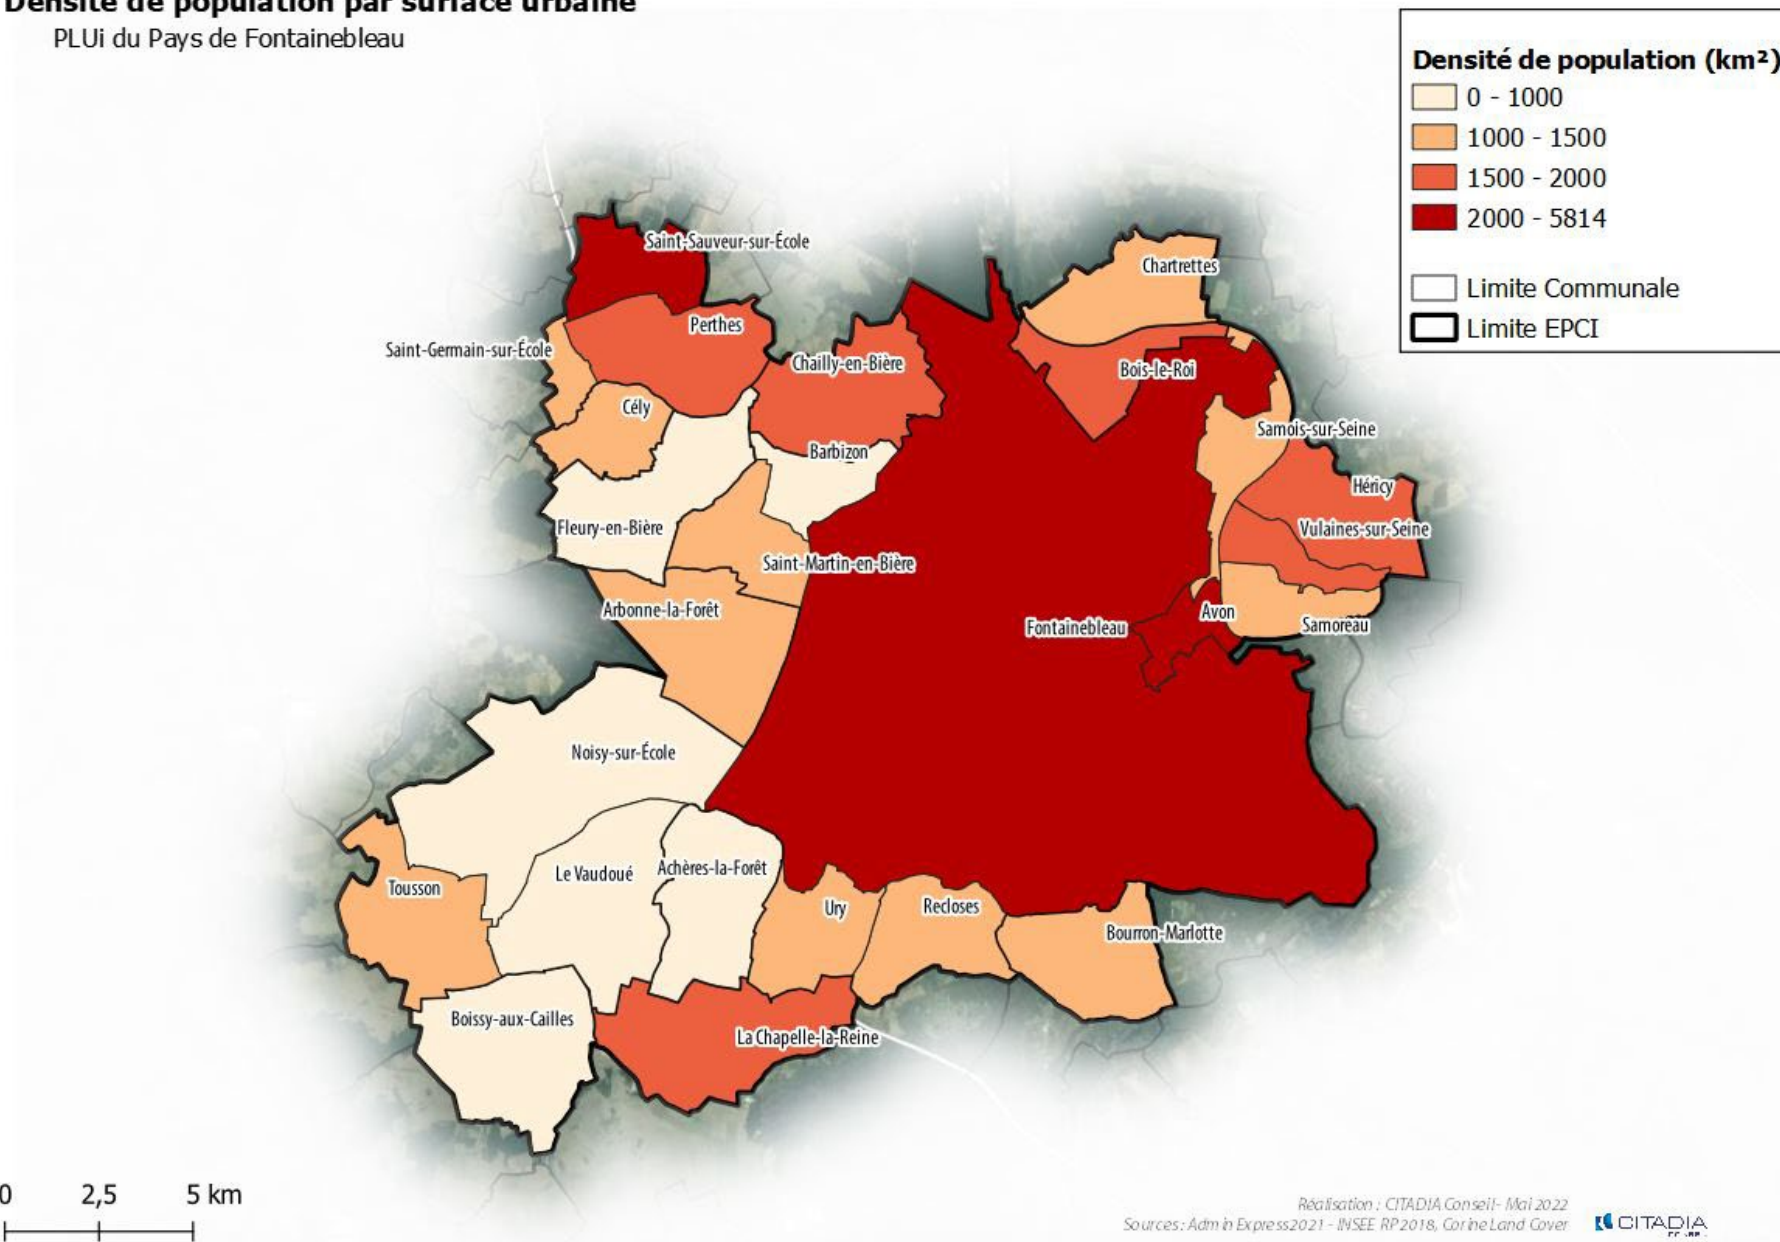 Densité de population par surface urbaine
PLUi du Pays de Fontainebleau
Densité de population (km²)
0 - 1000
1000 - 1500
1500 - 2000
2000 - 5814
Limite Communale
Limite EPCI
Saint-Sauveur-sur-École
Chartrettes
Perthes
Saint-Germain-sur-École
Chailly-en-Bière
Bois-le-Roi
Cély
Samois-sur-Seine
Barbizon
Héricy
Fleury-en-Bière
Vulaines-sur-Seine
Saint-Martin-en-Bière
Arbonne-la-Forêt
Avon
Fontainebleau
Samoreau
Noisy-sur-École
Le Vaudoué
Achères-la-Forêt
Tousson
Ury
Recloses
Bourron-Marlotte
Boissy-aux-Cailles
La Chapelle-la-Reine
0 2,5 5 km
Réalisation : CITADIA Conseil- Mai 2022
Sources : Admin Express2021 - INSEE RP2018, Corine Land Cover
CITADIA